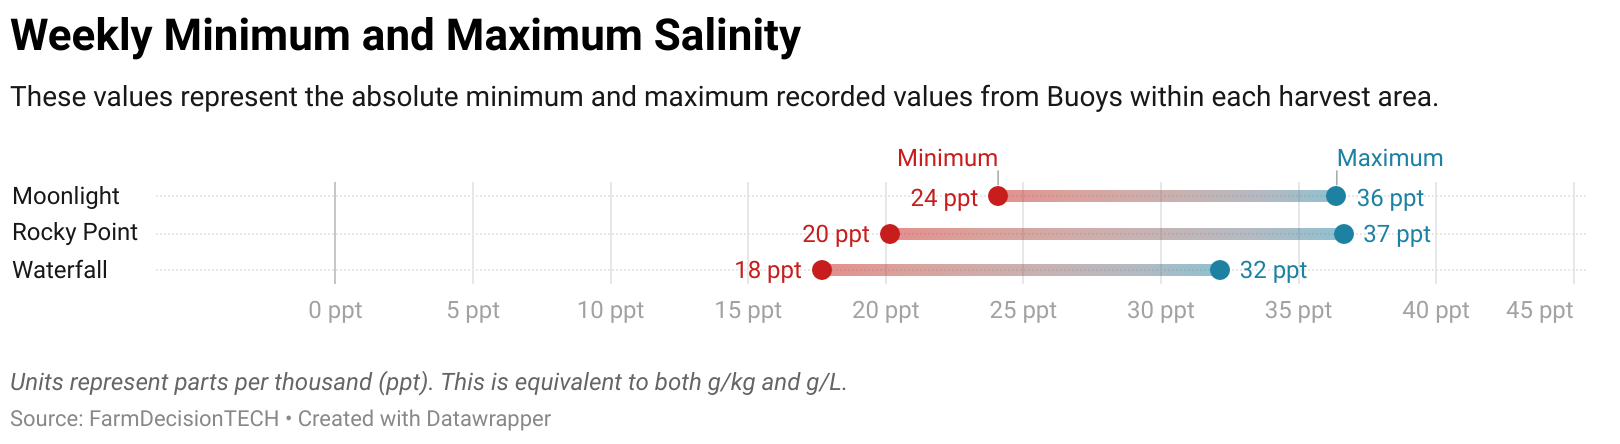 Weekly Minimum and Maximum Salinity
These values represent the absolute minimum and maximum recorded values from Buoys within each harvest area.
Minimum Maximum
Moonlight 24 ppt 36 ppt
Rocky Point 20 ppt 37 ppt
Waterfall 18 ppt 32 ppt
0 ppt 5 ppt 10 ppt 15 ppt 20 ppt 25 ppt 30 ppt 35 ppt 40 ppt 45 ppt
Units represent parts per thousand (ppt). This is equivalent to both g/kg and g/L.
Source: FarmDecisionTECH • Created with Datawrapper